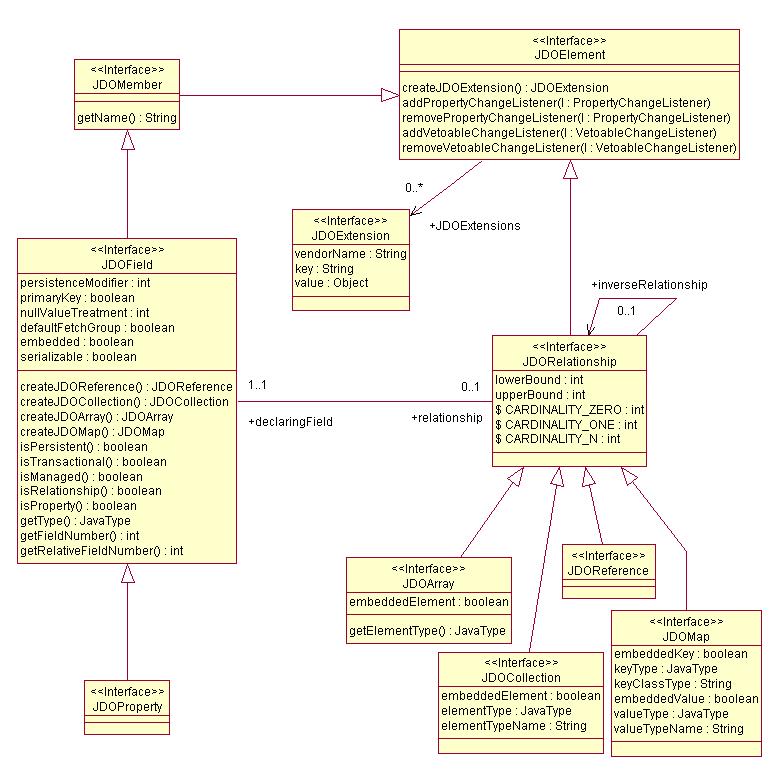 <<Interface>>
JDOElement
createJDOExtension() : JDOExtension
addPropertyChangeListener(l : PropertyChangeListener)
removePropertyChangeListener(l : PropertyChangeListener)
addVetoableChangeListener(l : VetoableChangeListener)
removeVetoableChangeListener(l : VetoableChangeListener)
<<Interface>>
JDOMember
getName() : String
0..*
+JDOExtensions
<<Interface>>
JDOExtension
vendorName : String
key : String
value : Object
<<Interface>>
JDOField
persistenceModifier : int
primaryKey : boolean
nullValueTreatment : int
defaultFetchGroup : boolean
embedded : boolean
serializable : boolean
createJDOReference() : JDOReference
createJDOCollection() : JDOCollection
createJDOArray() : JDOArray
createJDOMap() : JDOMap
isPersistent() : boolean
isTransactional() : boolean
isManaged() : boolean
isRelationship() : boolean
isProperty() : boolean
getType() : JavaType
getFieldNumber() : int
getRelativeFieldNumber() : int
+inverseRelationship
0..1
1..1
0..1
+declaringField
+relationship
<<Interface>>
JDORelationship
lowerBound : int
upperBound : int
$ CARDINALITY_ZERO : int
$ CARDINALITY_ONE : int
$ CARDINALITY_N : int
<<Interface>>
JDOArray
embeddedElement : boolean
getElementType() : JavaType
<<Interface>>
JDOReference
<<Interface>>
JDOCollection
embeddedElement : boolean
elementType : JavaType
elementTypeName : String
<<Interface>>
JDOMap
embeddedKey : boolean
keyType : JavaType
keyClassType : String
embeddedValue : boolean
valueType : JavaType
valueTypeName : String
<<Interface>>
JDOProperty